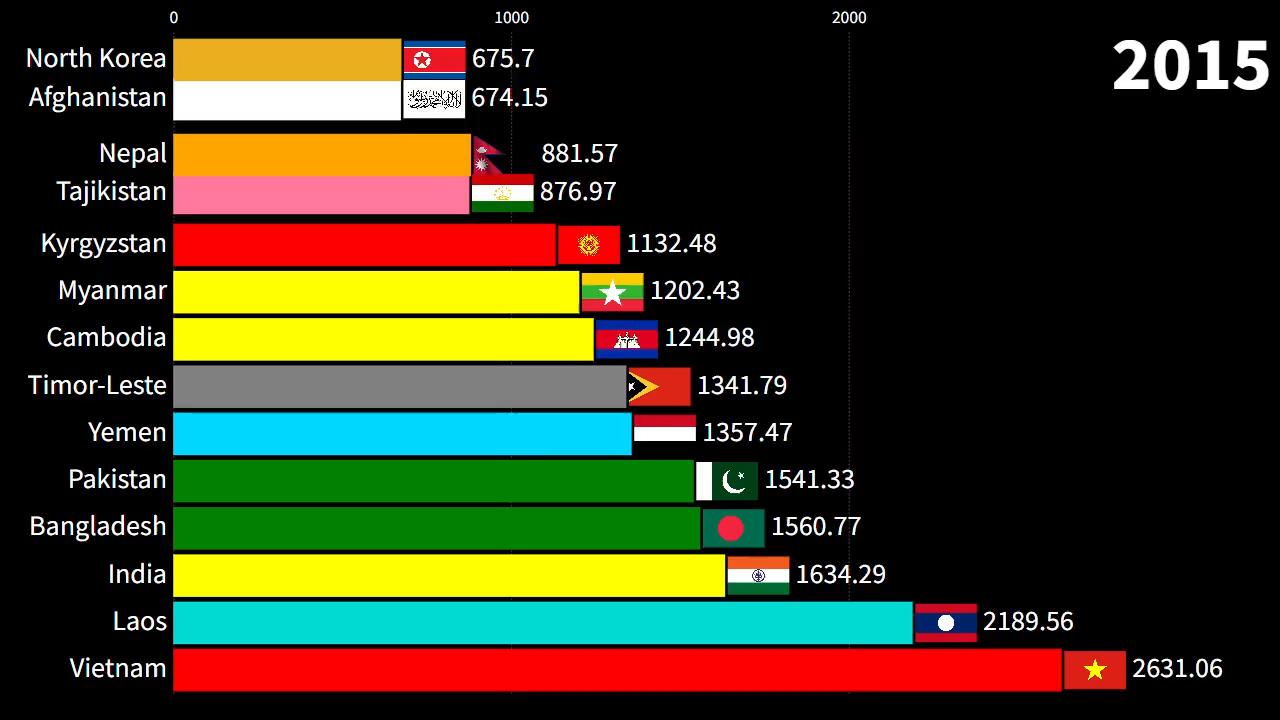 0 1000 2000
2015
North Korea 675.7
Afghanistan 674.15
Nepal 881.57
Tajikistan 876.97
Kyrgyzstan 1132.48
Myanmar 1202.43
Cambodia 1244.98
Timor-Leste 1341.79
Yemen 1357.47
Pakistan 1541.33
Bangladesh 1560.77
India 1634.29
Laos 2189.56
Vietnam 2631.06